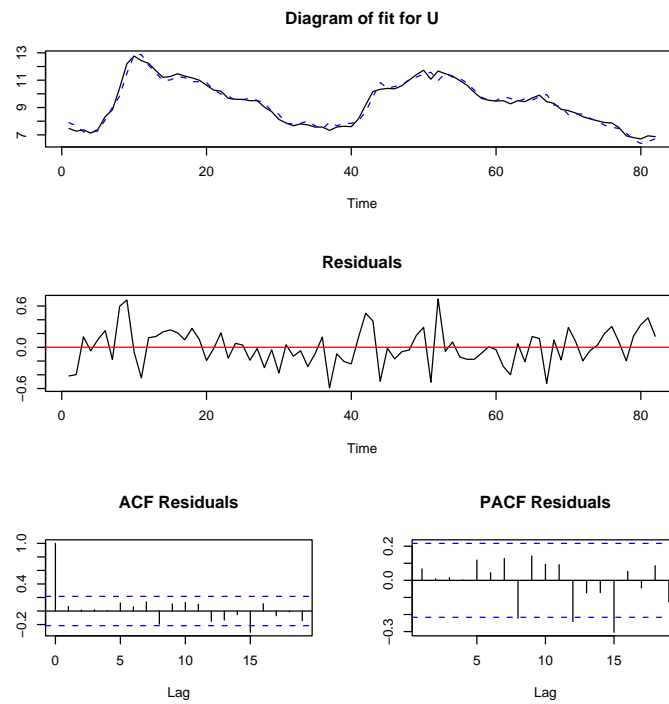 Diagram of fit for U
13
11
9
7
0 20 40 60 80
Time
Residuals
0.6
0.0
−0.6
0 20 40 60 80
Time
ACF Residuals
1.0
0.4
−0.2
0 5 10 15
Lag
PACF Residuals
0.2
0.0
−0.3
5 10 15
Lag